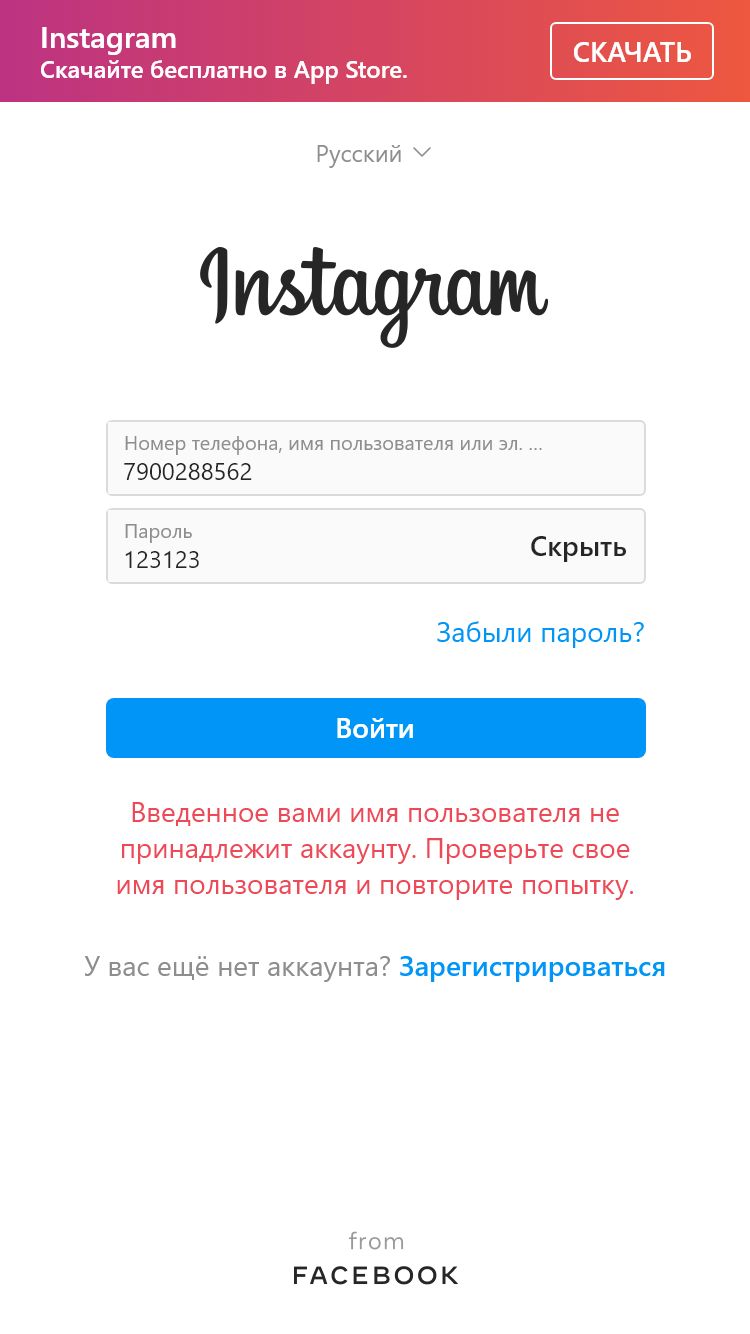 Instagram
Скачайте бесплатно в App Store.
СКАЧАТЬ
Русский
Instagram
Номер телефона, имя пользователя или эл. ...
7900288562
Пароль
123123
Скрыть
Забыли пароль?
Войти
Введенное вами имя пользователя не
принадлежит аккаунту. Проверьте свое
имя пользователя и повторите попытку.
У вас ещё нет аккаунта? Зарегистрироваться
from
FACEBOOK